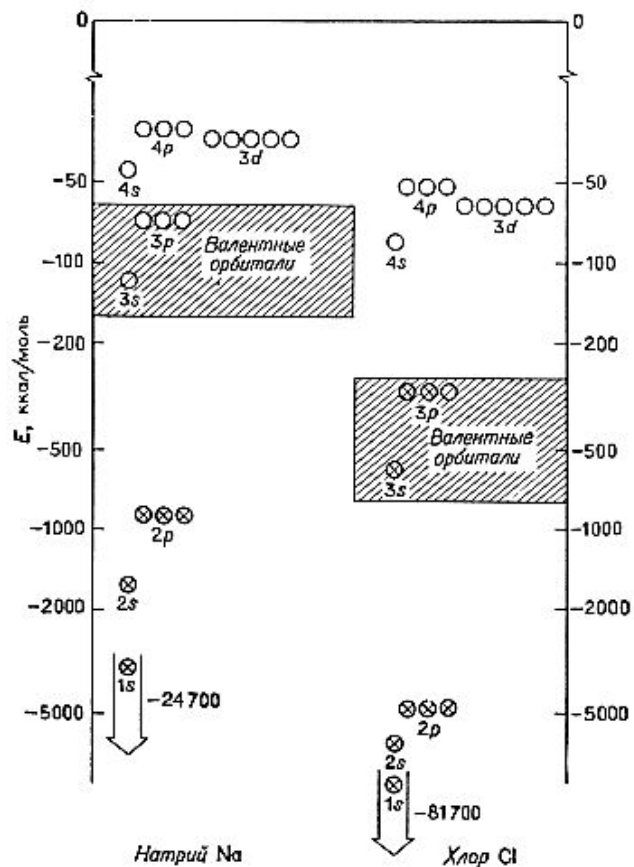 0 0
4p
3d
-50 4s 4p -50
3p Валентные орбитали 3d
-100 3s 4s -100
-200 -200
E, ккал/моль
3p
-500 Валентные орбитали -500
3s
-1000 2p -1000
-2000 2s -2000
1s -24700
-5000 2p -5000
2s
1s -81700
Натрий Na Хлор Cl